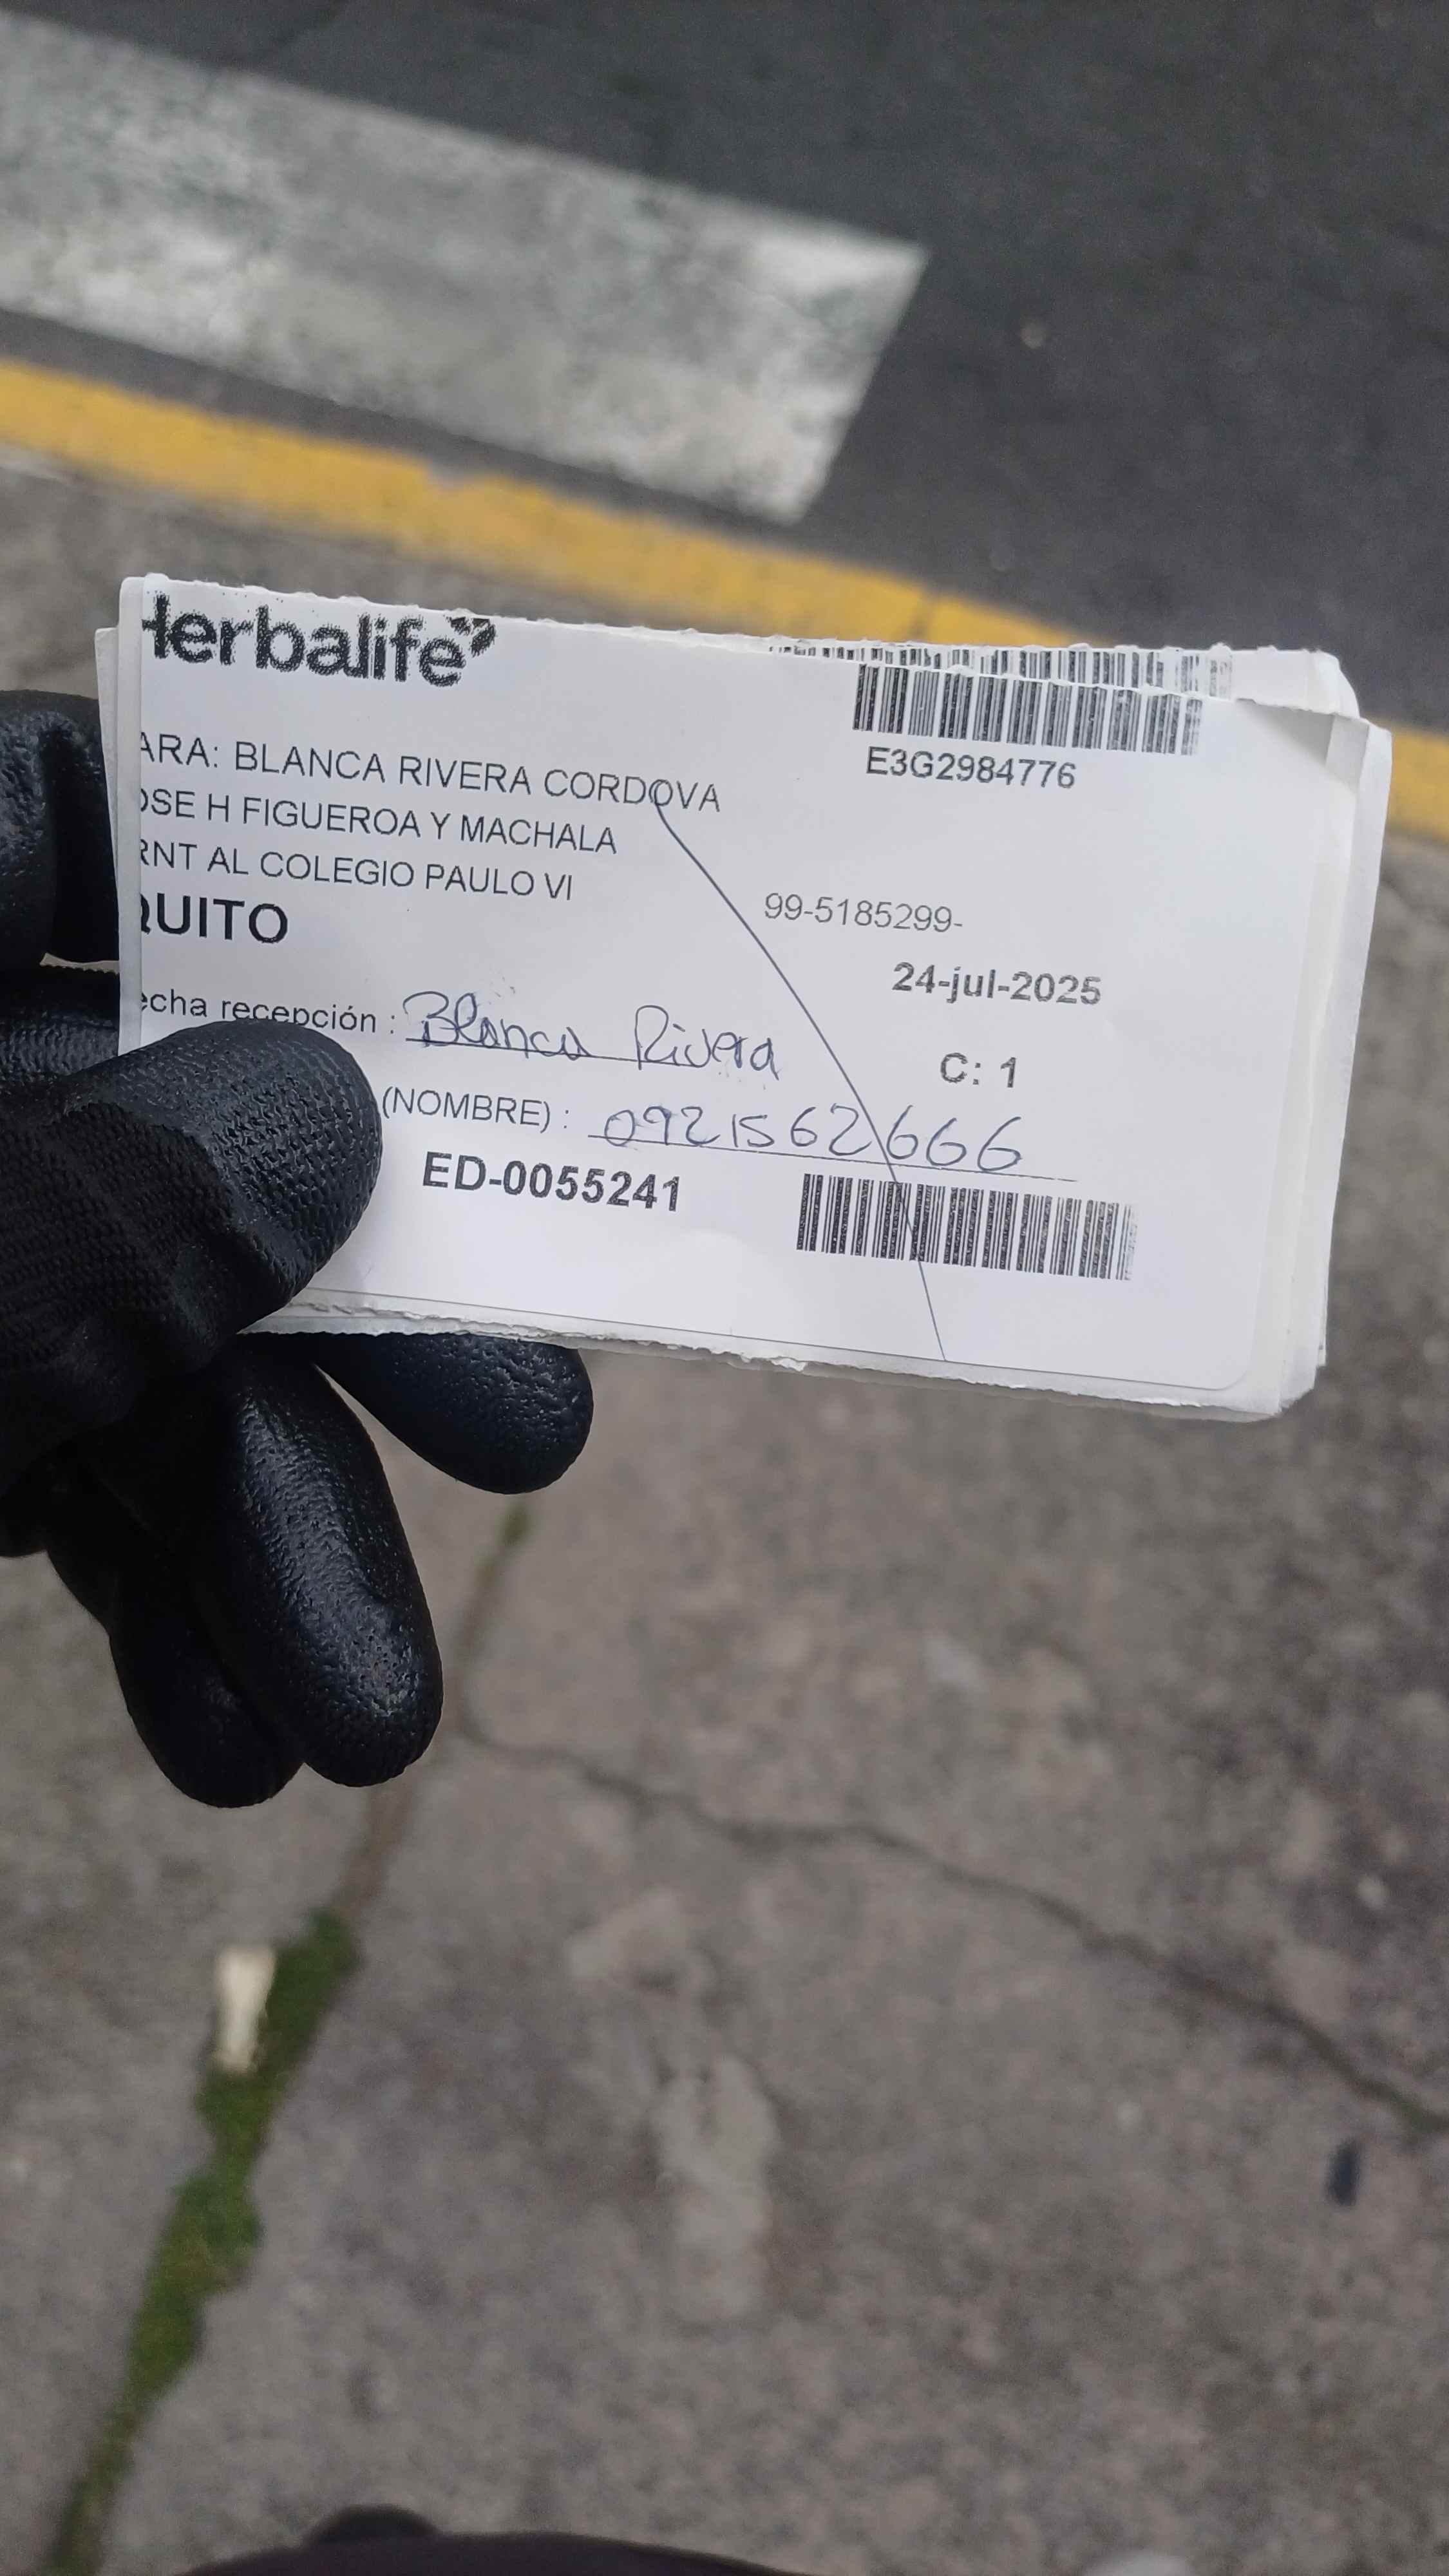 Herbalife
E3G2984776
ARA: BLANCA RIVERA CORDOVA
OSE H FIGUEROA Y MACHALA
RNT AL COLEGIO PAULO VI
99-5185299-
QUITO
24-jul-2025
echa recepción : Blanca Rivera
C: 1
(NOMBRE) : 0921562666
ED-0055241